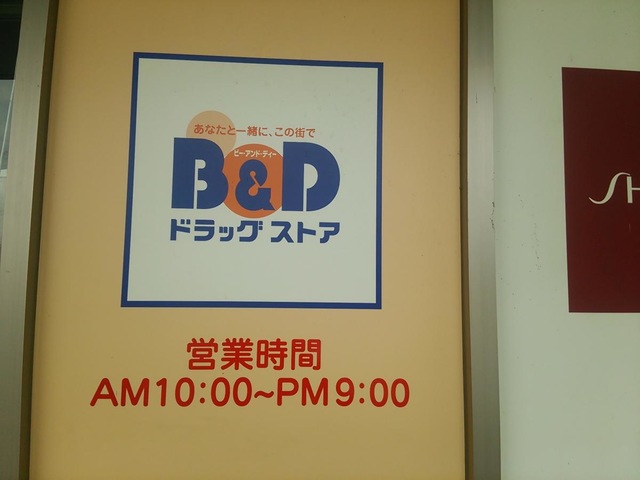 あなたと一緒に、この街で
ビー・アンド・ディー
B&D
ドラッグ ストア
営業時間
AM10:00~PM9:00
SH